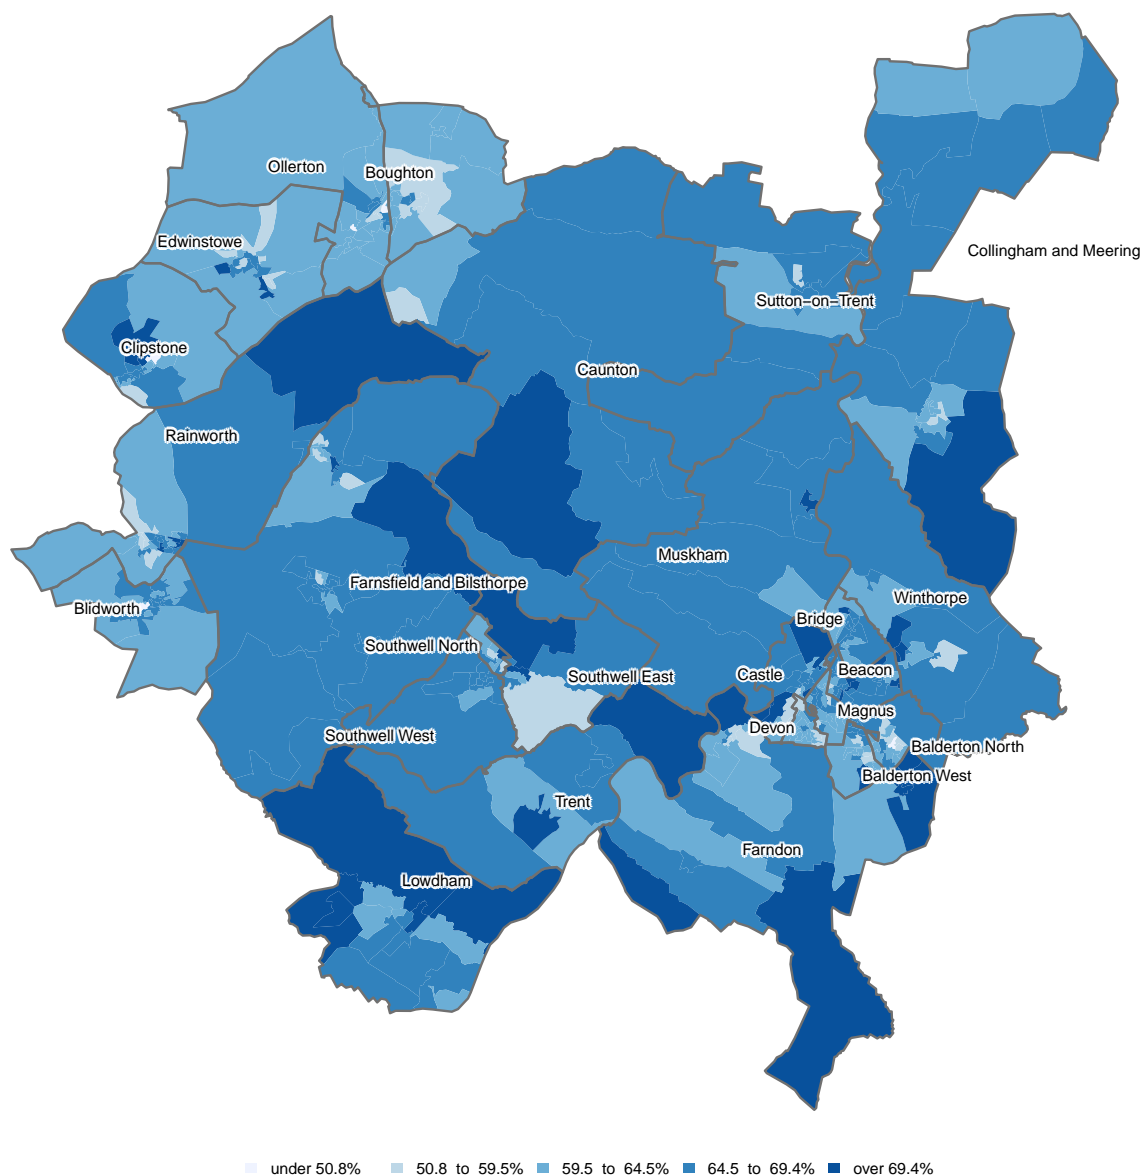 Ollerton
Boughton
Edwinstowe
Collingham and Meering
Sutton−on−Trent
Clipstone
Caunton
Rainworth
Muskham
Farnsfield and Bilsthorpe
Winthorpe
Blidworth
Bridge
Southwell North
Beacon
Southwell East
Castle
Magnus
Devon
Southwell West
Balderton North
Balderton West
Trent
Farndon
Lowdham
under 50.8% 50.8 to 59.5% 59.5 to 64.5% 64.5 to 69.4% over 69.4%